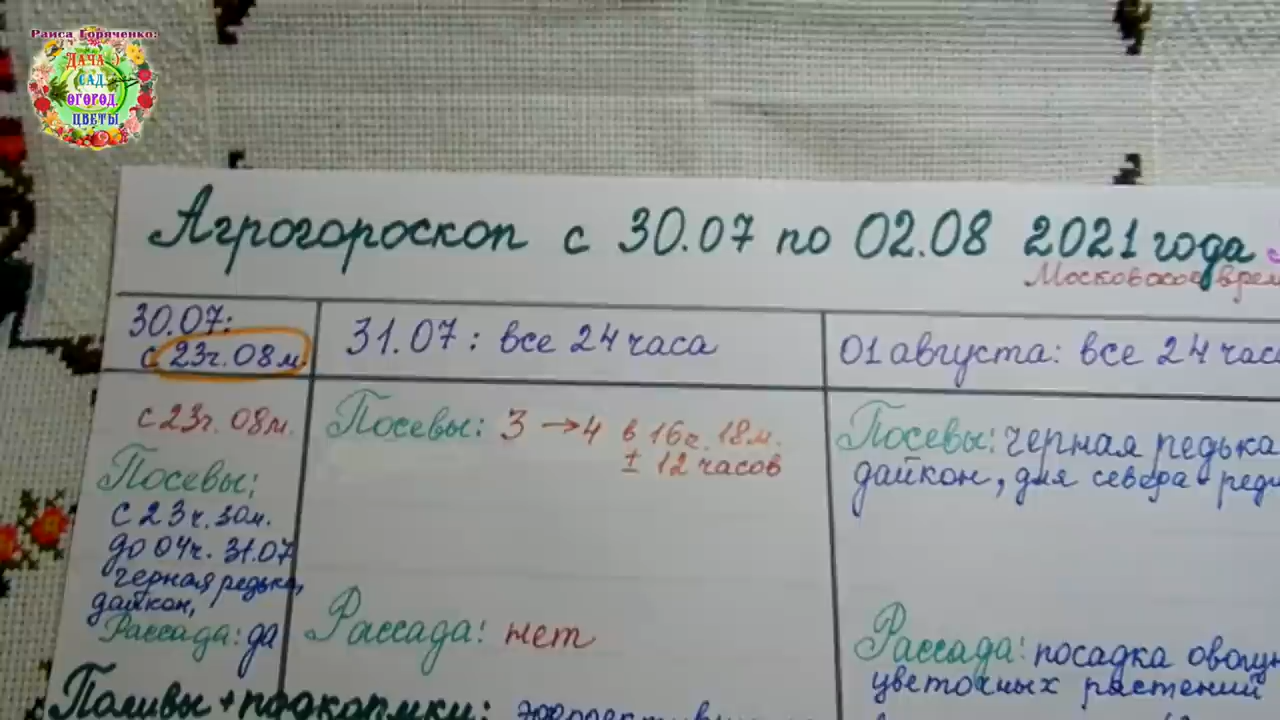 Раиса Горяченко:
Дача
сад,
огород,
цветы
Агрогороскоп с 30.07 по 02.08 2021 года
Московское врем
30.07:
с 23ч.08м.
31.07: все 24 часа
01 августа: все 24 час
с 23ч. 08м.
Посевы:
с 23ч. 30м.
до 04ч. 31.07
черная редька,
дайкон,
Рассада: да
Посевы: 3 → 4 в 16ч. 18м.
± 12 часов
Рассада: нет
Посевы: черная редька
дайкон, для севера реди
Рассада: посадка овощн
цветочных растений
Поливы + подкормки: